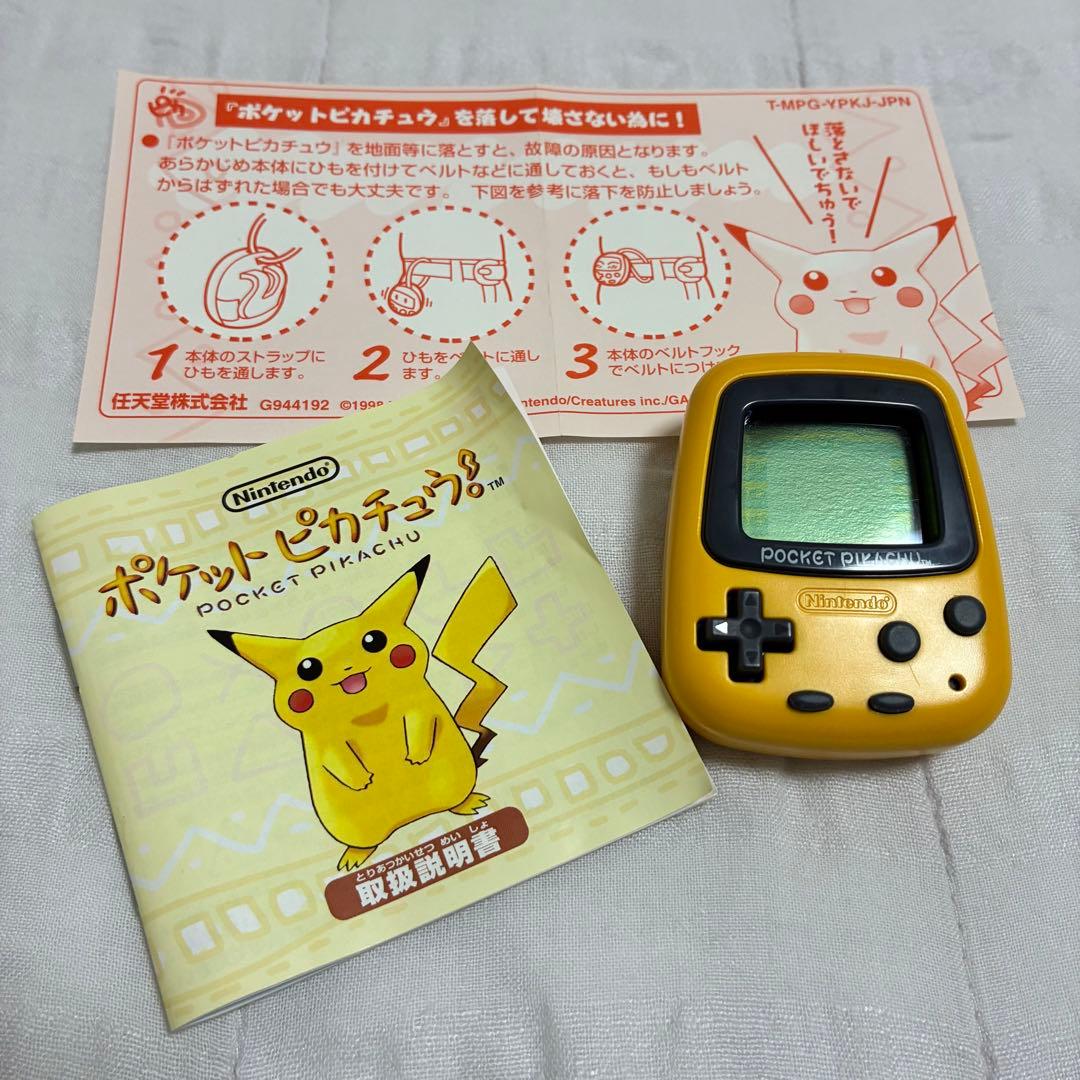 『ポケットピカチュウ』を落して壊さない為に！
T-MPG-YPKJ-JPN
●『ポケットピカチュウ』を地面等に落とすと、故障の原因となります。
あらかじめ本体にひもを付けてベルトなどに通しておくと、もしもベルト
からはずれた場合でも大丈夫です。 下図を参考に落下を防止しましょう。
落とさないで
ほしいでちゅう！
1 本体のストラップに
ひもを通します。
2 ひもをベルトに通し
ます。
3 本体のベルトフック
でベルトにつけ
任天堂株式会社 G944192 ©1998 Nintendo/Creatures inc./GA
Nintendo®
ポケットピカチュウ！™
POCKET PIKACHU
とりあつかいせつ めい しょ
取扱説明書
POCKET PIKACHU™
Nintendo®